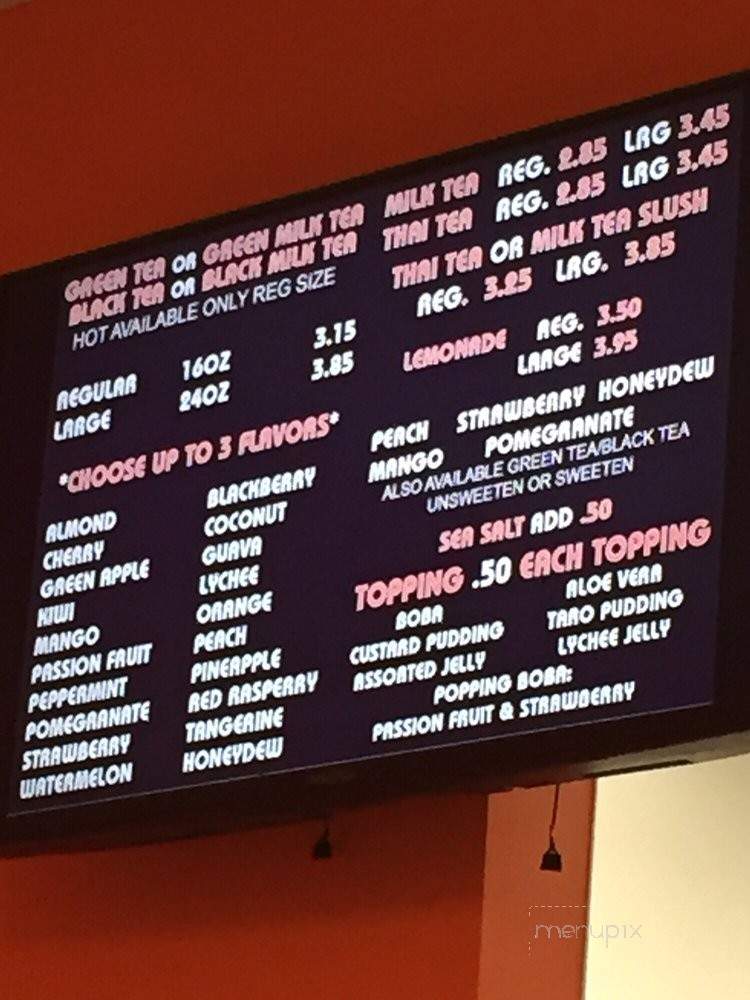 GREEN TEA OR GREEN MILK TEA
BLACK TEA OR BLACK MILK TEA
HOT AVAILABLE ONLY REG SIZE
REGULAR 16OZ 3.15
LARGE 24OZ 3.85
*CHOOSE UP TO 3 FLAVORS*
ALMOND
CHERRY
GREEN APPLE
KIWI
MANGO
PASSION FRUIT
PEPPERMINT
POMEGRANATE
STRAWBERRY
WATERMELON
BLACKBERRY
COCONUT
GUAVA
LYCHEE
ORANGE
PEACH
PINEAPPLE
RED RASPERRY
TANGERINE
HONEYDEW
MILK TEA REG. 2.85 LRG 3.45
THAI TEA REG. 2.85 LRG 3.45
THAI TEA OR MILK TEA SLUSH
REG. 3.25 LRG. 3.85
LEMONADE REG. 3.50
LARGE 3.95
PEACH STRAWBERRY HONEYDEW
MANGO POMEGRANATE
ALSO AVAILABLE GREEN TEA/BLACK TEA
UNSWEETEN OR SWEETEN
SEA SALT ADD .50
TOPPING .50 EACH TOPPING
BOBA ALOE VERA
CUSTARD PUDDING TARO PUDDING
ASSORTED JELLY LYCHEE JELLY
POPPING BOBA:
PASSION FRUIT & STRAWBERRY
menupix